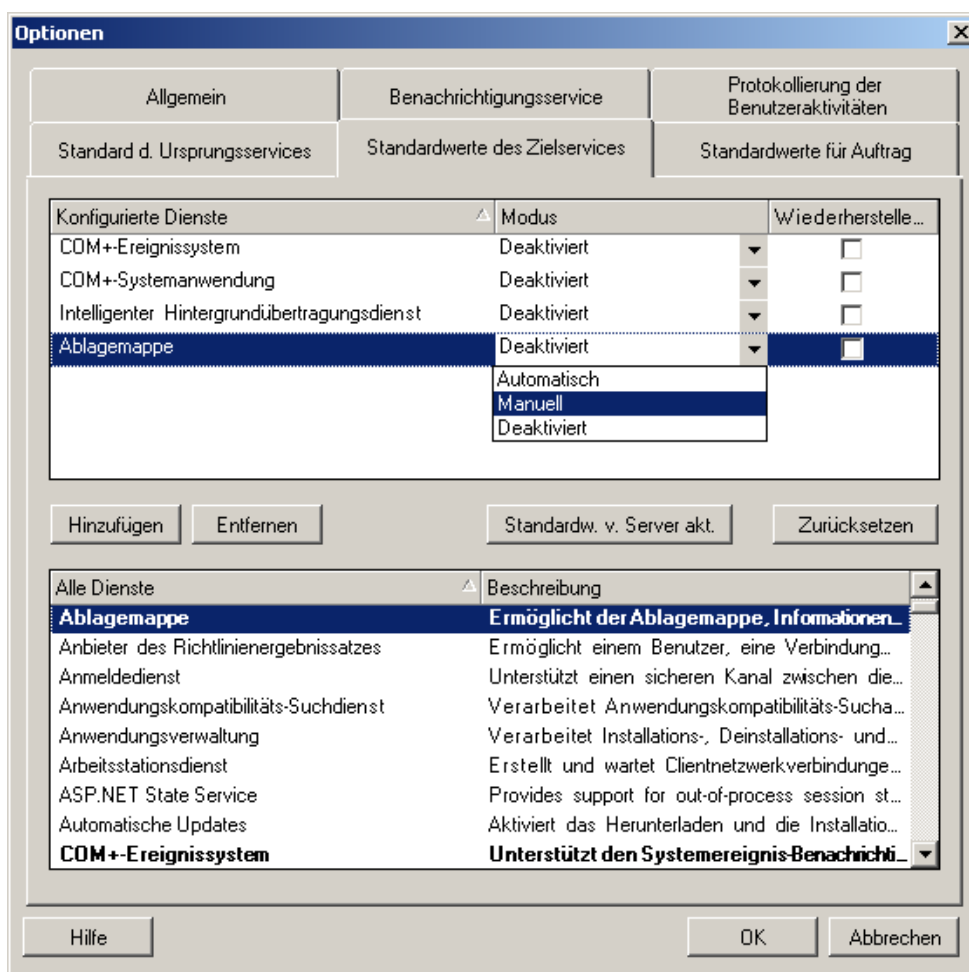 Optionen
Allgemein
Benachrichtigungsservice
Protokollierung der
Benutzeraktivitäten
Standard d. Ursprungsservices
Standardwerte des Zielservices
Standardwerte für Auftrag
Konfigurierte Dienste Modus Wiederherstelle...
COM+-Ereignissystem Deaktiviert
COM+-Systemanwendung Deaktiviert
Intelligenter Hintergrundübertragungsdienst Deaktiviert
Ablagemappe Deaktiviert
Automatisch
Manuell
Deaktiviert
Hinzufügen Entfernen Standardw. v. Server akt. Zurücksetzen
Alle Dienste Beschreibung
Ablagemappe Ermöglicht der Ablagemappe, Informationen...
Anbieter des Richtlinienergebnissatzes Ermöglicht einem Benutzer, eine Verbindung...
Anmeldedienst Unterstützt einen sicheren Kanal zwischen die...
Anwendungskompatibilitäts-Suchdienst Verarbeitet Anwendungskompatibilitäts-Sucha...
Anwendungsverwaltung Verarbeitet Installations-, Deinstallations- und...
Arbeitsstationsdienst Erstellt und wartet Clientnetzwerkverbindunge...
ASP.NET State Service Provides support for out-of-process session st...
Automatische Updates Aktiviert das Herunterladen und die Installatio...
COM+-Ereignissystem Unterstützt den Systemereignis-Benachrichti...
Hilfe OK Abbrechen